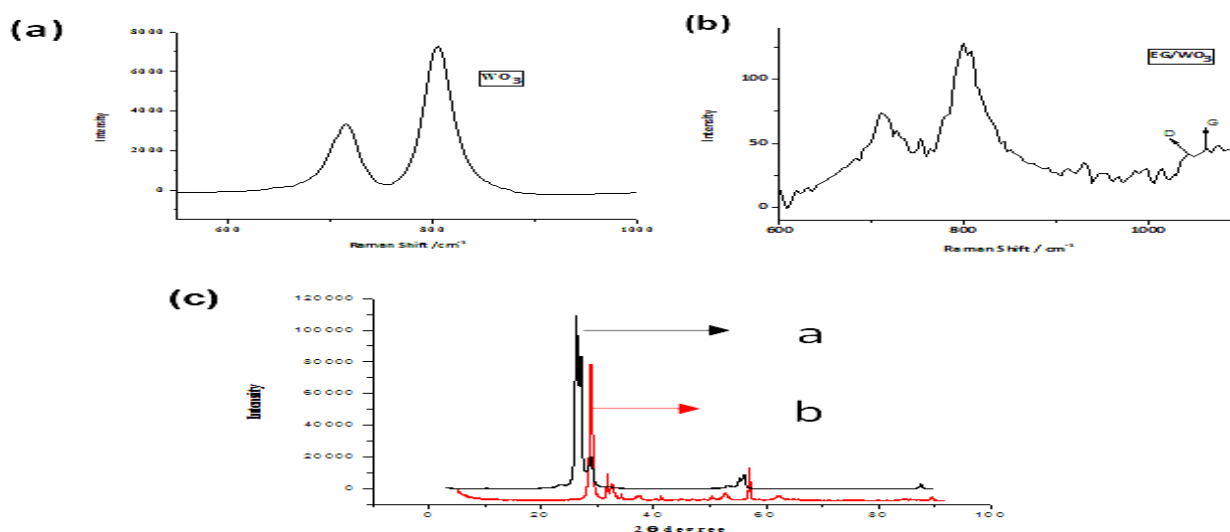 (a)
8000
6000
4000
2000
0
Intensity
WO3
600
800
1000
Raman Shift /cm-1
(b)
100
50
0
Intensity
EG/WO3
D
G
600
800
1000
Raman Shift / cm-1
(c)
120000
100000
80000
60000
40000
20000
0
Intensity
a
b
0
20
40
60
80
100
2 Θ degree